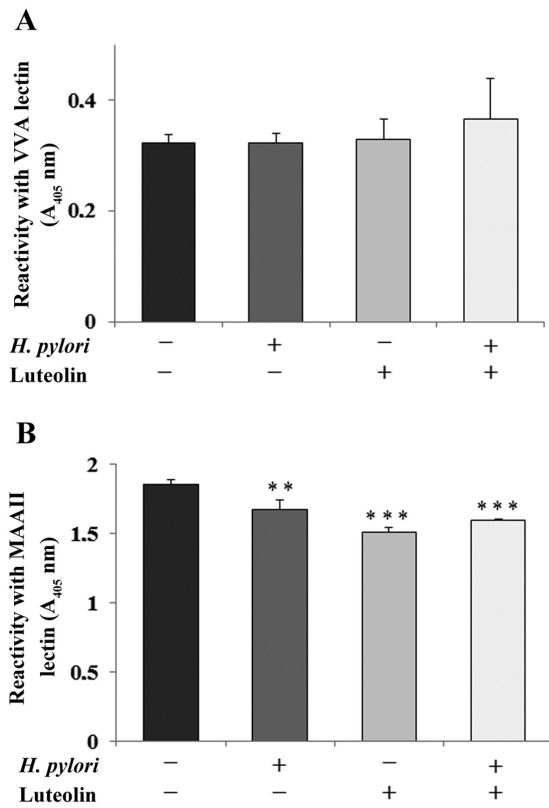 A
Reactivity with VVA lectin
(A405 nm)
0.4
0.2
0
H. pylori − + − +
Luteolin − − + +
B
Reactivity with MAAII
lectin (A405 nm)
2
1.5
1
0.5
0
** *** ***
H. pylori − + − +
Luteolin − − + +